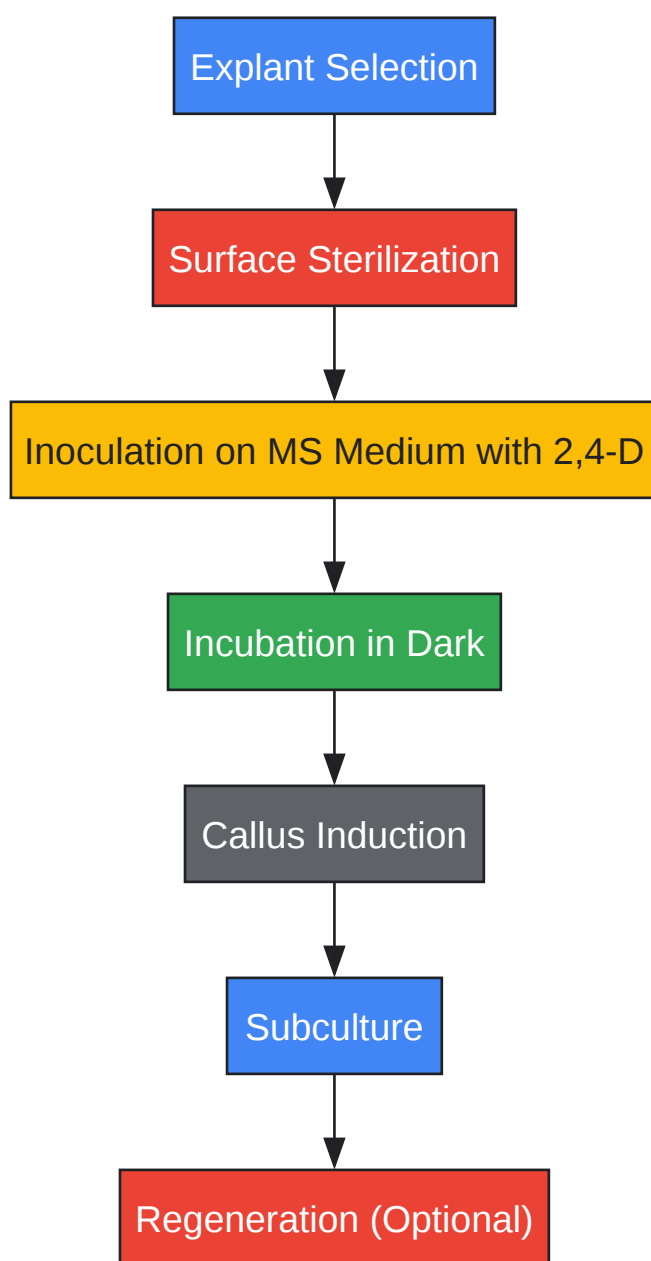 Explant Selection
Surface Sterilization
Inoculation on MS Medium with 2,4-D
Incubation in Dark
Callus Induction
Subculture
Regeneration (Optional)